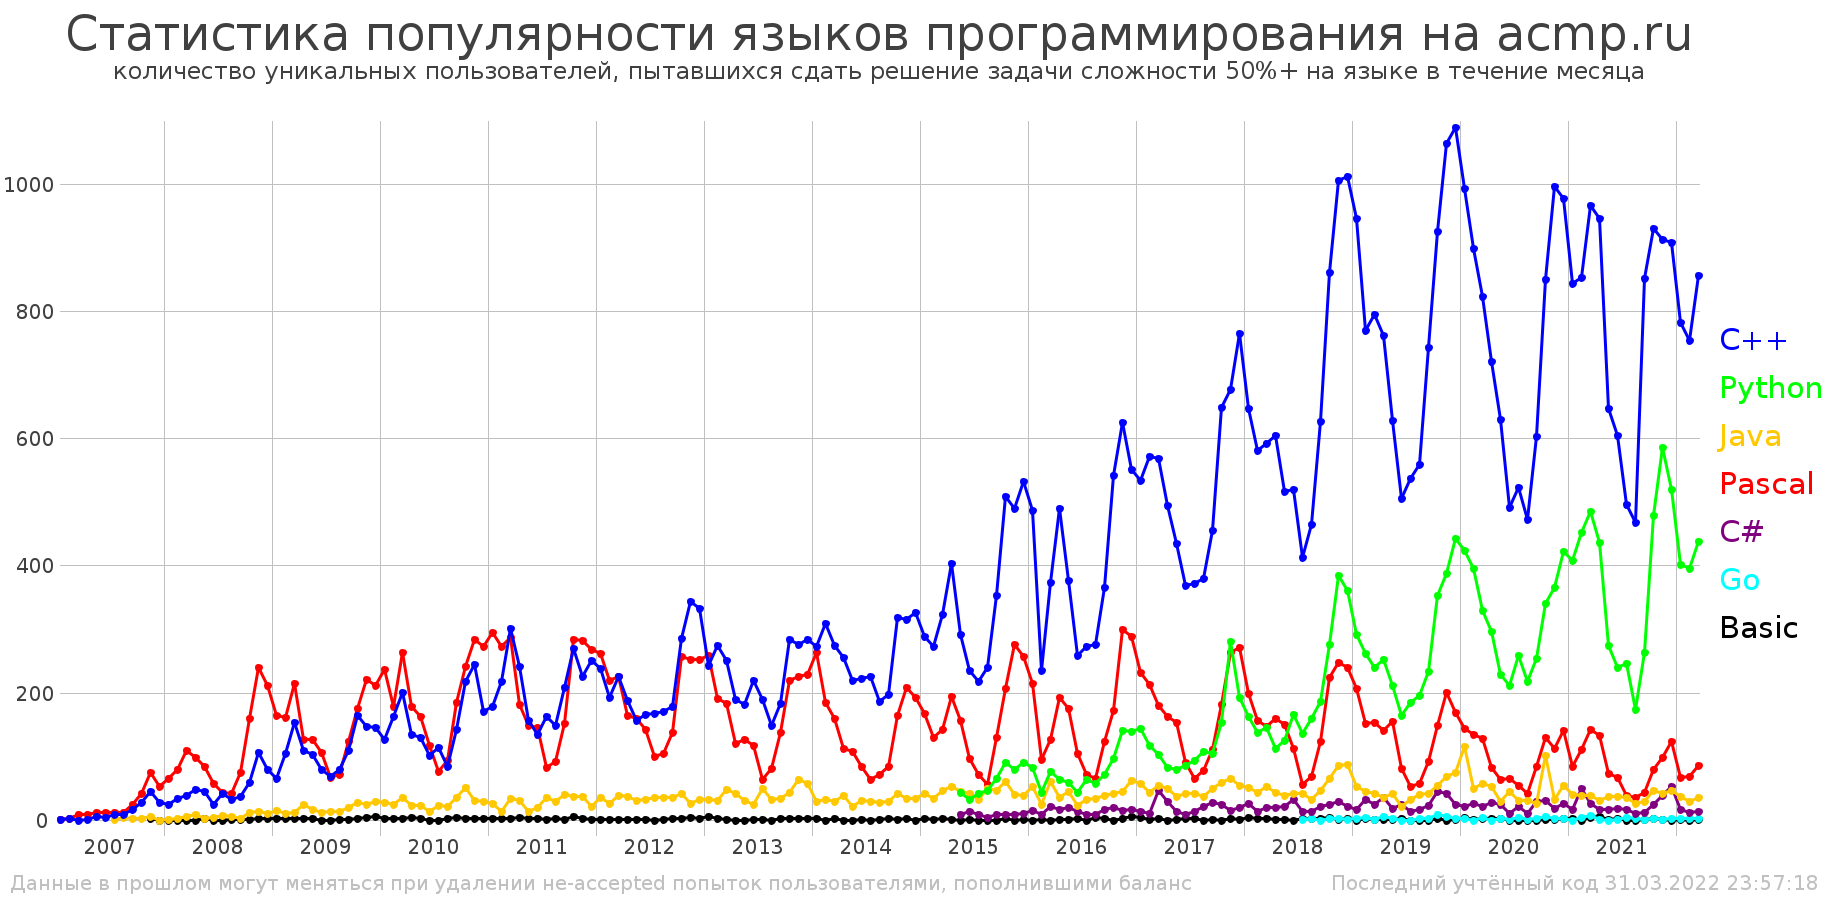 Статистика популярности языков программирования на acmp.ru
количество уникальных пользователей, пытавшихся сдать решение задачи сложности 50%+ на языке в течение месяца
1000
800
600
400
200
0
C++
Python
Java
Pascal
C#
Go
Basic
2007 2008 2009 2010 2011 2012 2013 2014 2015 2016 2017 2018 2019 2020 2021
Данные в прошлом могут меняться при удалении не-accepted попыток пользователями, пополнившими баланс
Последний учтённый код 31.03.2022 23:57:18